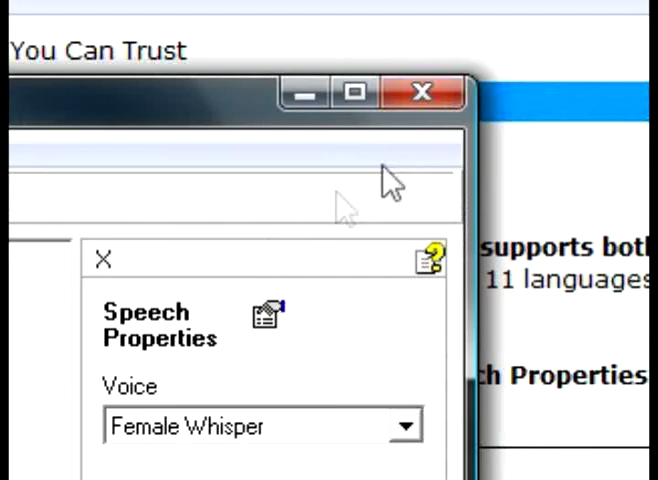 You Can Trust
X
supports both
11 languages
Speech
Properties
ch Properties
Voice
Female Whisper